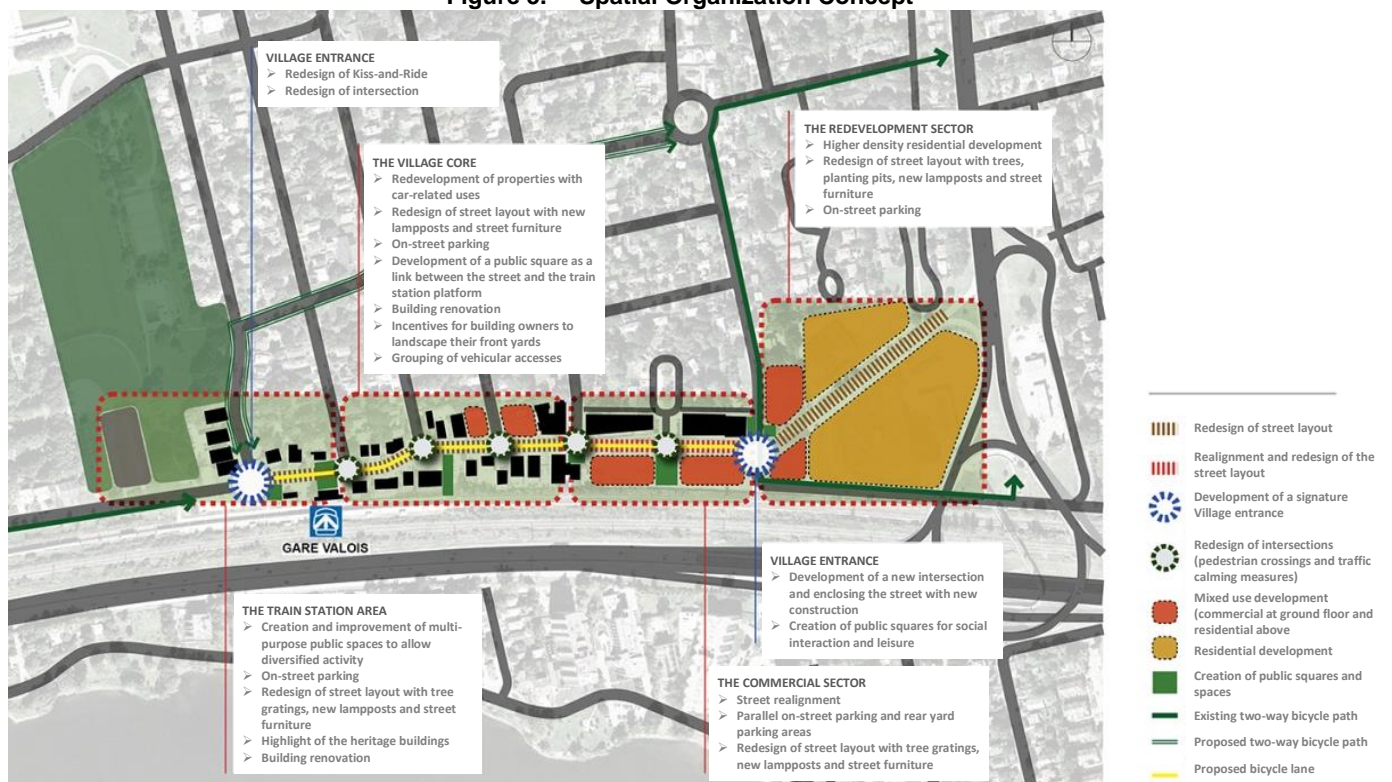 Figure 3. Spatial Organization Concept
VILLAGE ENTRANCE
➢ Redesign of Kiss-and-Ride
➢ Redesign of intersection
THE VILLAGE CORE
➢ Redevelopment of properties with
car-related uses
➢ Redesign of street layout with new
lampposts and street furniture
➢ On-street parking
➢ Development of a public square as a
link between the street and the train
station platform
➢ Building renovation
➢ Incentives for building owners to
landscape their front yards
➢ Grouping of vehicular accesses
THE REDEVELOPMENT SECTOR
➢ Higher density residential development
➢ Redesign of street layout with trees,
planting pits, new lampposts and street
furniture
➢ On-street parking
GARE VALOIS
THE TRAIN STATION AREA
➢ Creation and improvement of multi-
purpose public spaces to allow
diversified activity
➢ On-street parking
➢ Redesign of street layout with tree
gratings, new lampposts and street
furniture
➢ Highlight of the heritage buildings
➢ Building renovation
VILLAGE ENTRANCE
➢ Development of a new intersection
and enclosing the street with new
construction
➢ Creation of public squares for social
interaction and leisure
THE COMMERCIAL SECTOR
➢ Street realignment
➢ Parallel on-street parking and rear yard
parking areas
➢ Redesign of street layout with tree gratings,
new lampposts and street furniture
Redesign of street layout
Realignment and redesign of the
street layout
Development of a signature
Village entrance
Redesign of intersections
(pedestrian crossings and traffic
calming measures)
Mixed use development
(commercial at ground floor and
residential above
Residential development
Creation of public squares and
spaces
Existing two-way bicycle path
Proposed two-way bicycle path
Proposed bicycle lane